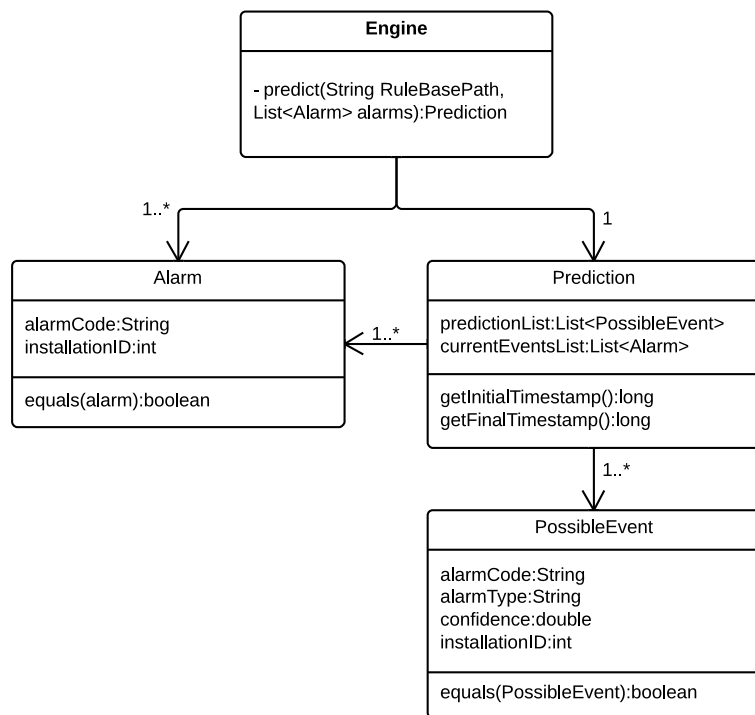 Engine
- predict(String RuleBasePath,
List<Alarm> alarms):Prediction
1..*
1
Alarm
alarmCode:String
installationID:int
equals(alarm):boolean
1..*
Prediction
predictionList:List<PossibleEvent>
currentEventsList:List<Alarm>
getInitialTimestamp():long
getFinalTimestamp():long
1..*
PossibleEvent
alarmCode:String
alarmType:String
confidence:double
installationID:int
equals(PossibleEvent):boolean